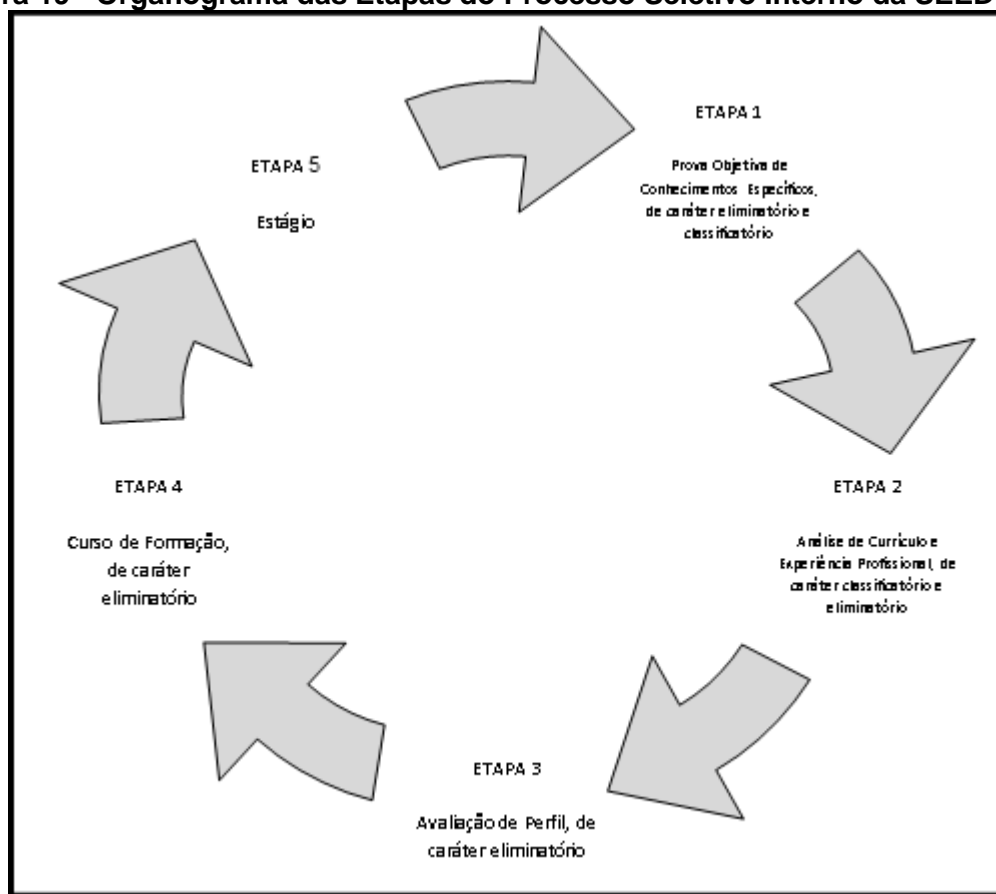 Organograma das Etapas do Processo Seletivo Interno da SEED
ETAPA 1
Prova Objetiva de
Conhecimentos Específicos,
de caráter eliminatório e
classificatório
ETAPA 2
Análise de Currículo e
Experiência Profissional, de
caráter classificatório e
eliminatório
ETAPA 3
Avaliação de Perfil, de
caráter eliminatório
ETAPA 4
Curso de Formação,
de caráter
eliminatório
ETAPA 5
Estágio